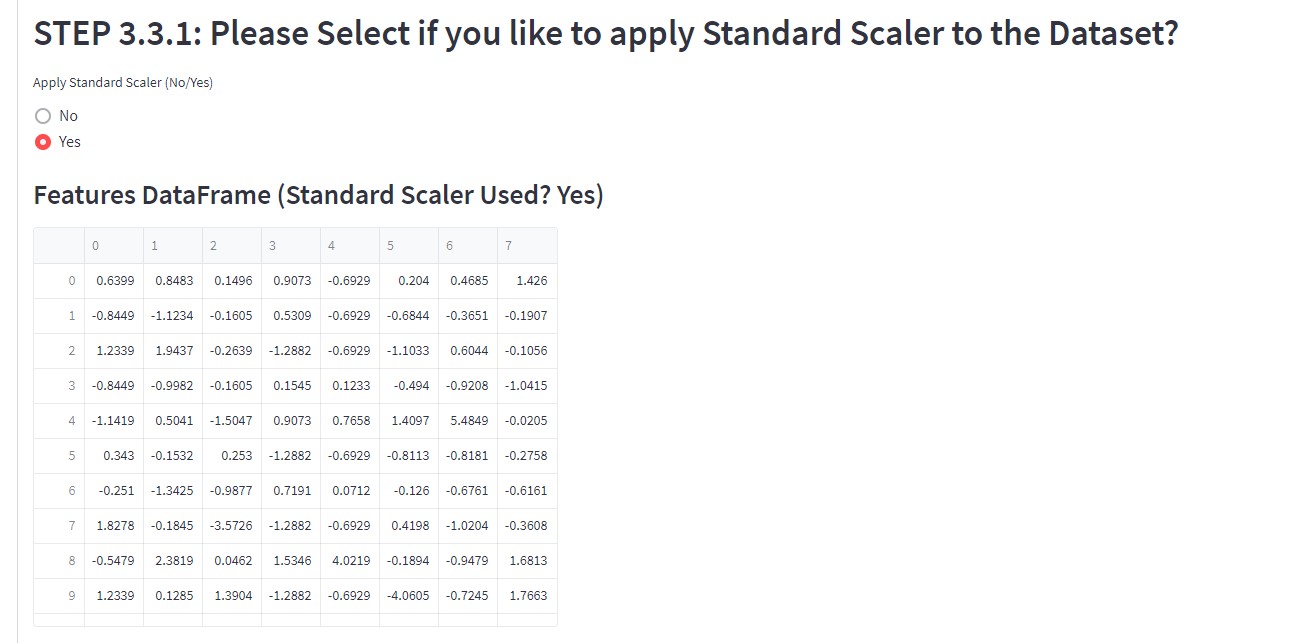 STEP 3.3.1: Please Select if you like to apply Standard Scaler to the Dataset?
Apply Standard Scaler (No/Yes)
No
Yes
Features DataFrame (Standard Scaler Used? Yes)
0 1 2 3 4 5 6 7
0 0.6399 0.8483 0.1496 0.9073 -0.6929 0.204 0.4685 1.426
1 -0.8449 -1.1234 -0.1605 0.5309 -0.6929 -0.6844 -0.3651 -0.1907
2 1.2339 1.9437 -0.2639 -1.2882 -0.6929 -1.1033 0.6044 -0.1056
3 -0.8449 -0.9982 -0.1605 0.1545 0.1233 -0.494 -0.9208 -1.0415
4 -1.1419 0.5041 -1.5047 0.9073 0.7658 1.4097 5.4849 -0.0205
5 0.343 -0.1532 0.253 -1.2882 -0.6929 -0.8113 -0.8181 -0.2758
6 -0.251 -1.3425 -0.9877 0.7191 0.0712 -0.126 -0.6761 -0.6161
7 1.8278 -0.1845 -3.5726 -1.2882 -0.6929 0.4198 -1.0204 -0.3608
8 -0.5479 2.3819 0.0462 1.5346 4.0219 -0.1894 -0.9479 1.6813
9 1.2339 0.1285 1.3904 -1.2882 -0.6929 -4.0605 -0.7245 1.7663